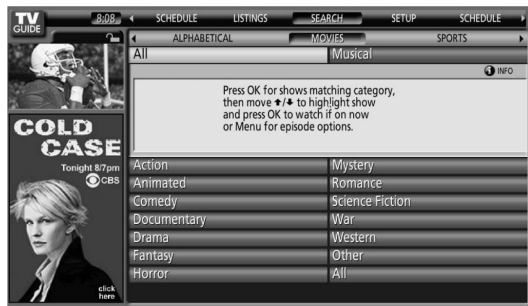 TV
GUIDE
8:08
SCHEDULE LISTINGS SEARCH SETUP SCHEDULE
ALPHABETICAL MOVIES SPORTS
All Musical
i INFO
Press OK for shows matching category,
then move ↑/↓ to highlight show
and press OK to watch if on now
or Menu for episode options.
COLD
CASE
Tonight 8/7pm
CBS
click
here
Action Mystery
Animated Romance
Comedy Science Fiction
Documentary War
Drama Western
Fantasy Other
Horror All